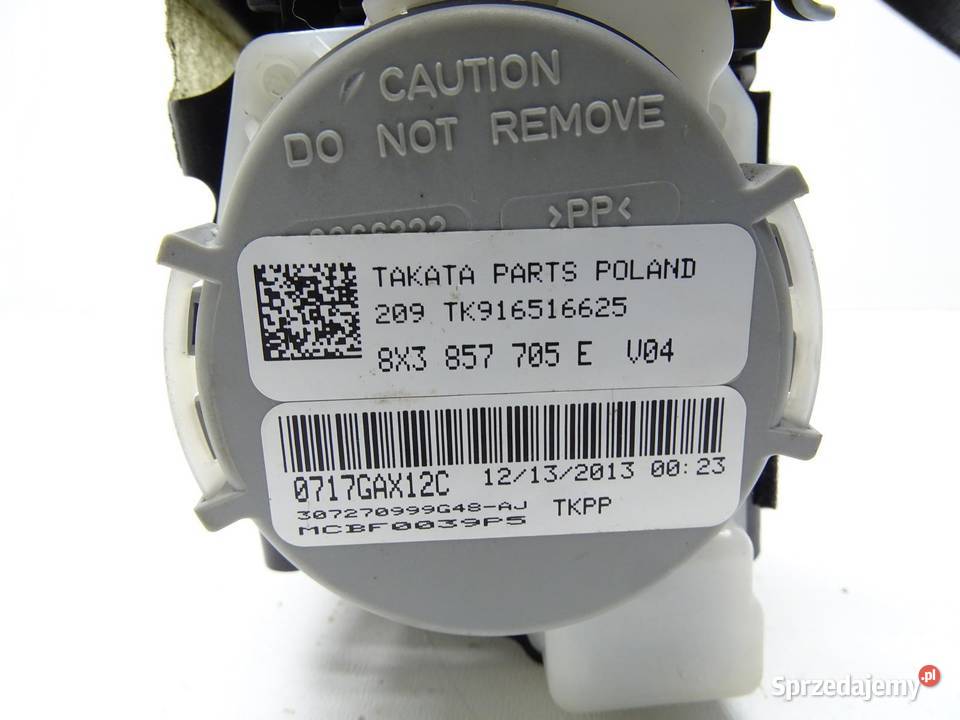 CAUTION
DO NOT REMOVE
>PP<
TAKATA PARTS POLAND
209 TK916516625
8X3 857 705 E V04
0717GAX12C 12/13/2013 00:23
307270999G48-AJ TKPP
MCBF0039P5
Sprzedajemy.pl